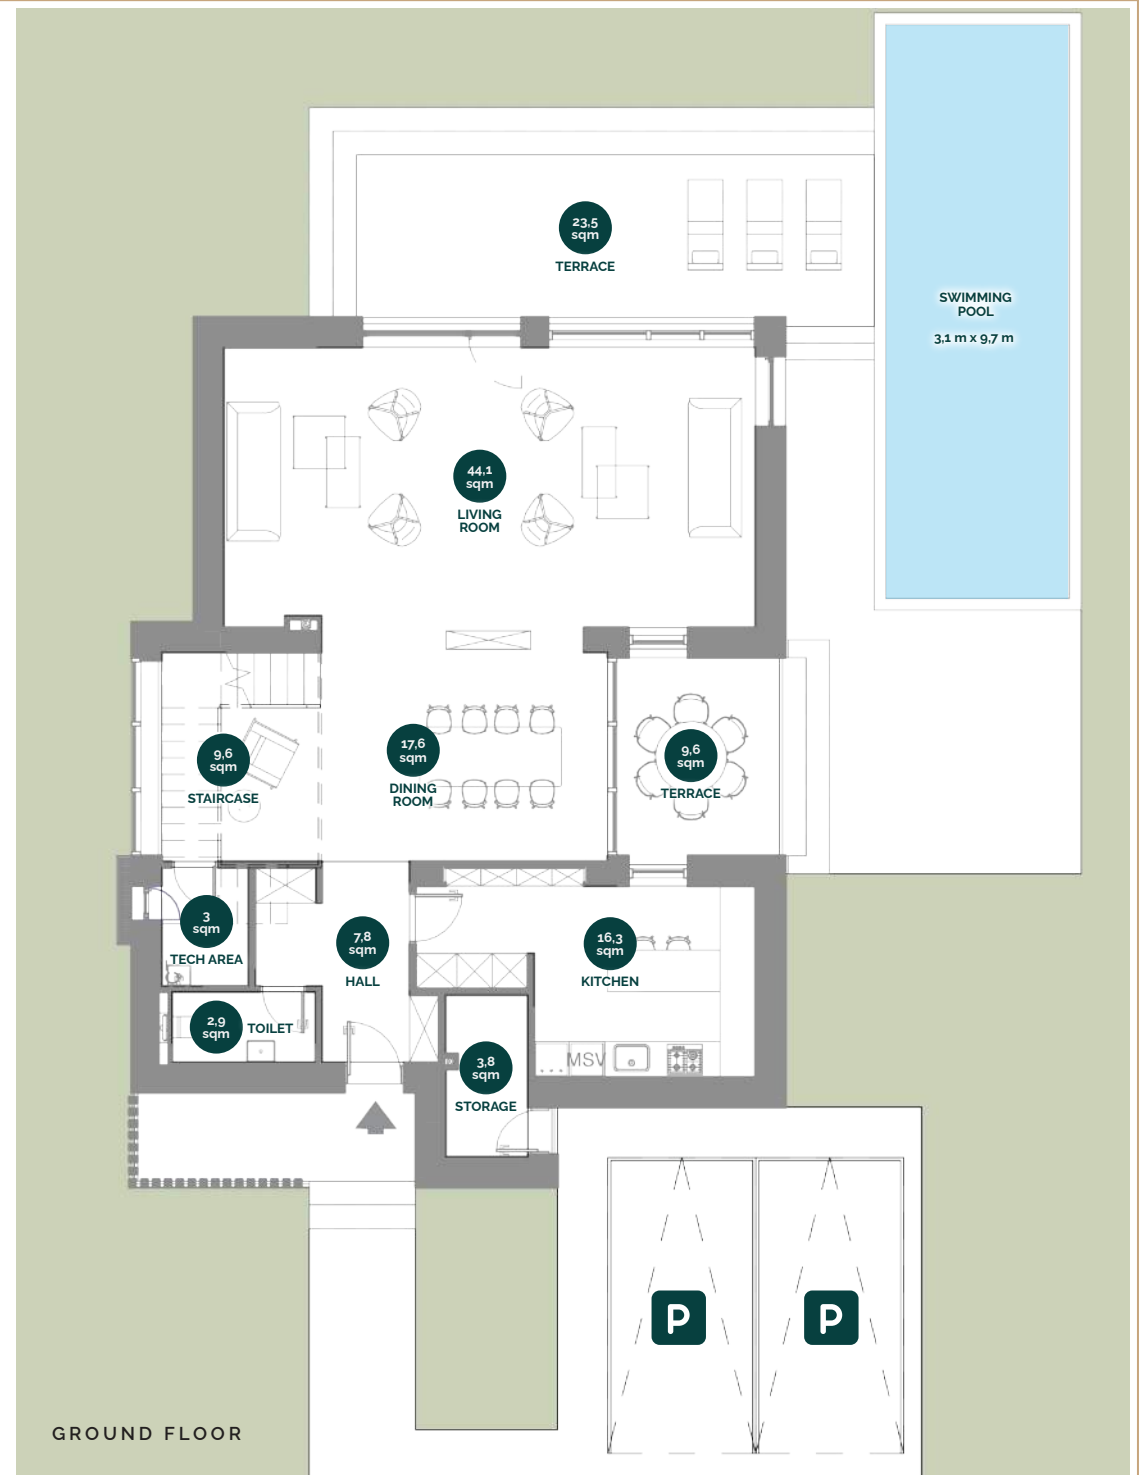 23,5
sqm
TERRACE
SWIMMING
POOL
3,1 m x 9,7 m
44,1
sqm
LIVING
ROOM
9,6
sqm
STAIRCASE
17,6
sqm
DINING
ROOM
9,6
sqm
TERRACE
3
sqm
TECH AREA
7,8
sqm
HALL
16,3
sqm
KITCHEN
2,9
sqm
TOILET
3,8
sqm
STORAGE
MSV
P
P
GROUND FLOOR